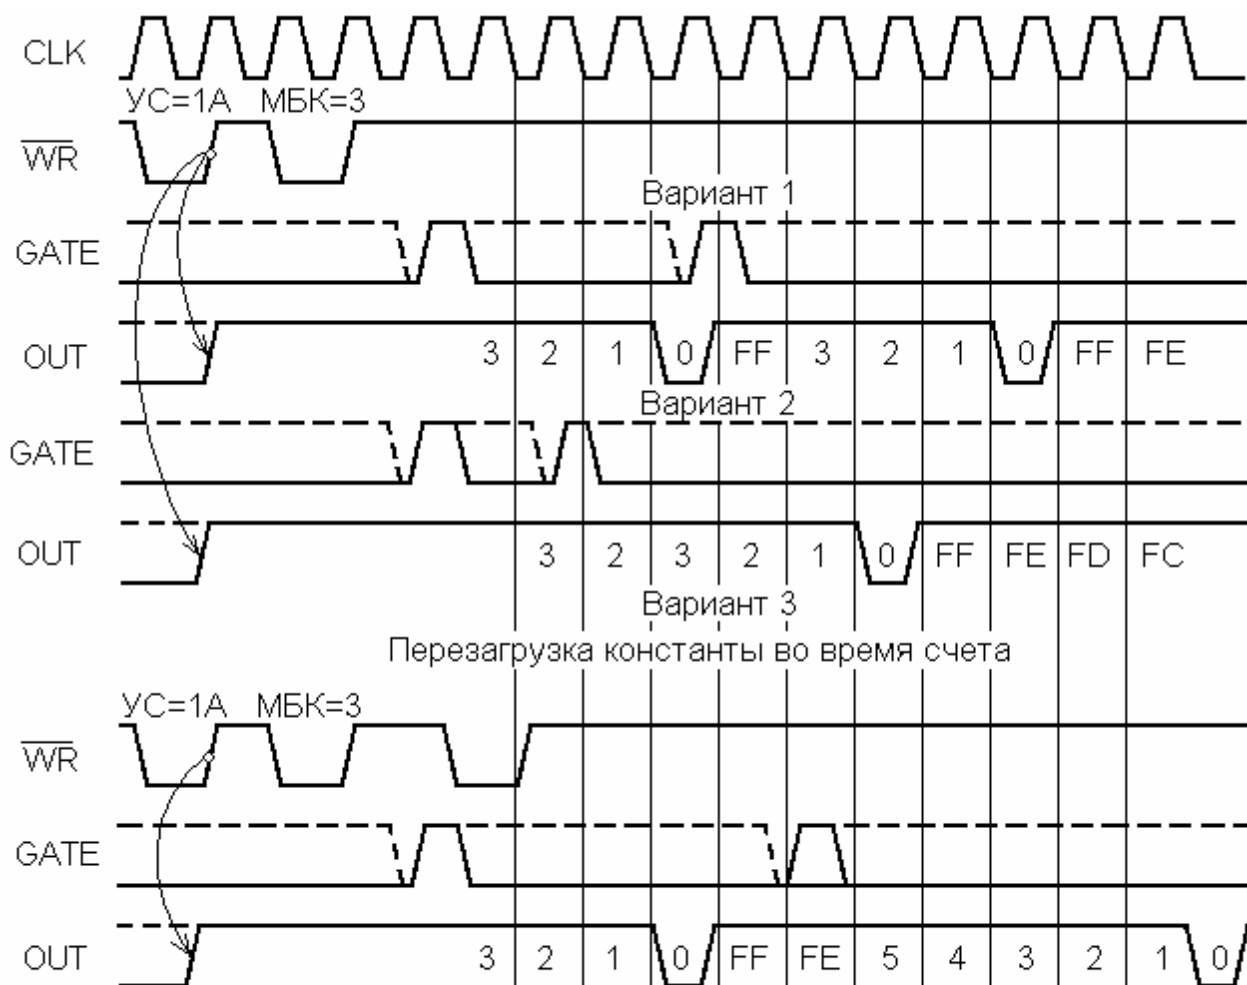 CLK
УС=1А МБК=3
WR
Вариант 1
GATE
OUT 3 2 1 0 FF 3 2 1 0 FF FE
Вариант 2
GATE
OUT 3 2 3 2 1 0 FF FE FD FC
Вариант 3
Перезагрузка константы во время счета
УС=1А МБК=3
WR
GATE
OUT 3 2 1 0 FF FE 5 4 3 2 1 0